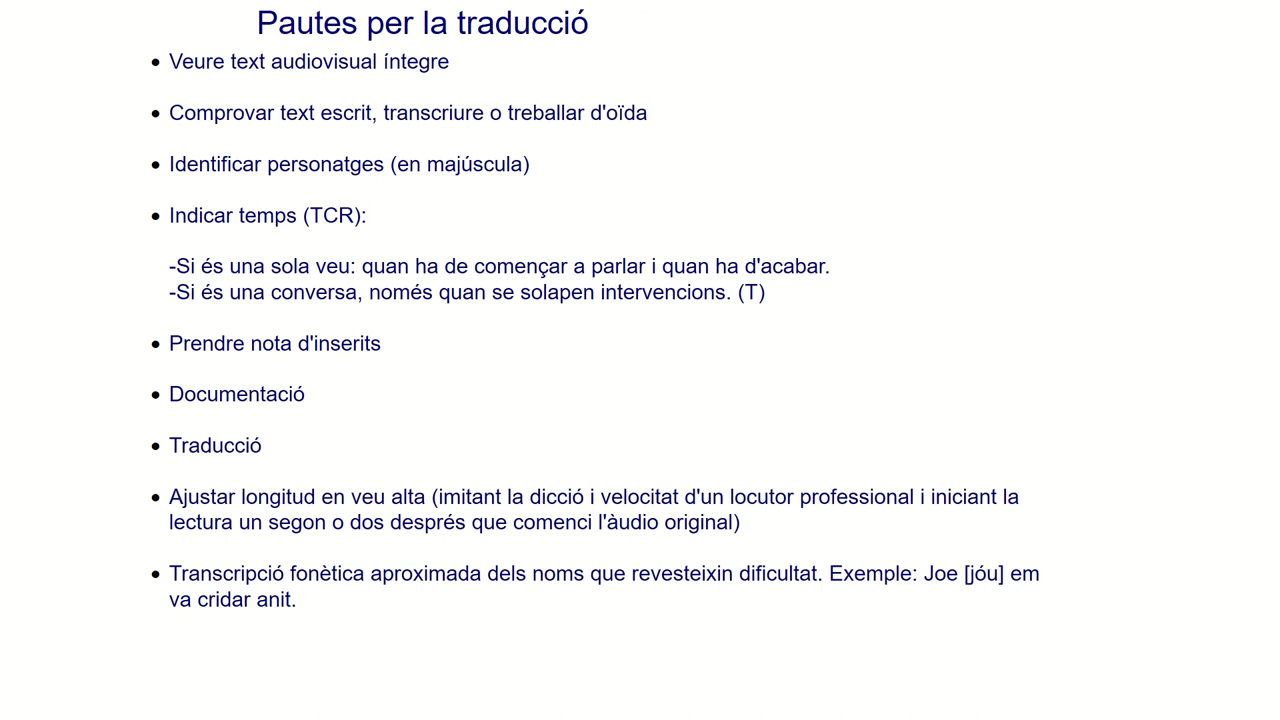 Pautes per la traducció
• Veure text audiovisual íntegre
• Comprovar text escrit, transcriure o treballar d'oïda
• Identificar personatges (en majúscula)
• Indicar temps (TCR):
-Si és una sola veu: quan ha de començar a parlar i quan ha d'acabar.
-Si és una conversa, només quan se solapen intervencions. (T)
• Prendre nota d'inserits
• Documentació
• Traducció
• Ajustar longitud en veu alta (imitant la dicció i velocitat d'un locutor professional i iniciant la
lectura un segon o dos després que comenci l'àudio original)
• Transcripció fonètica aproximada dels noms que revesteixin dificultat. Exemple: Joe [jóu] em
va cridar anit.